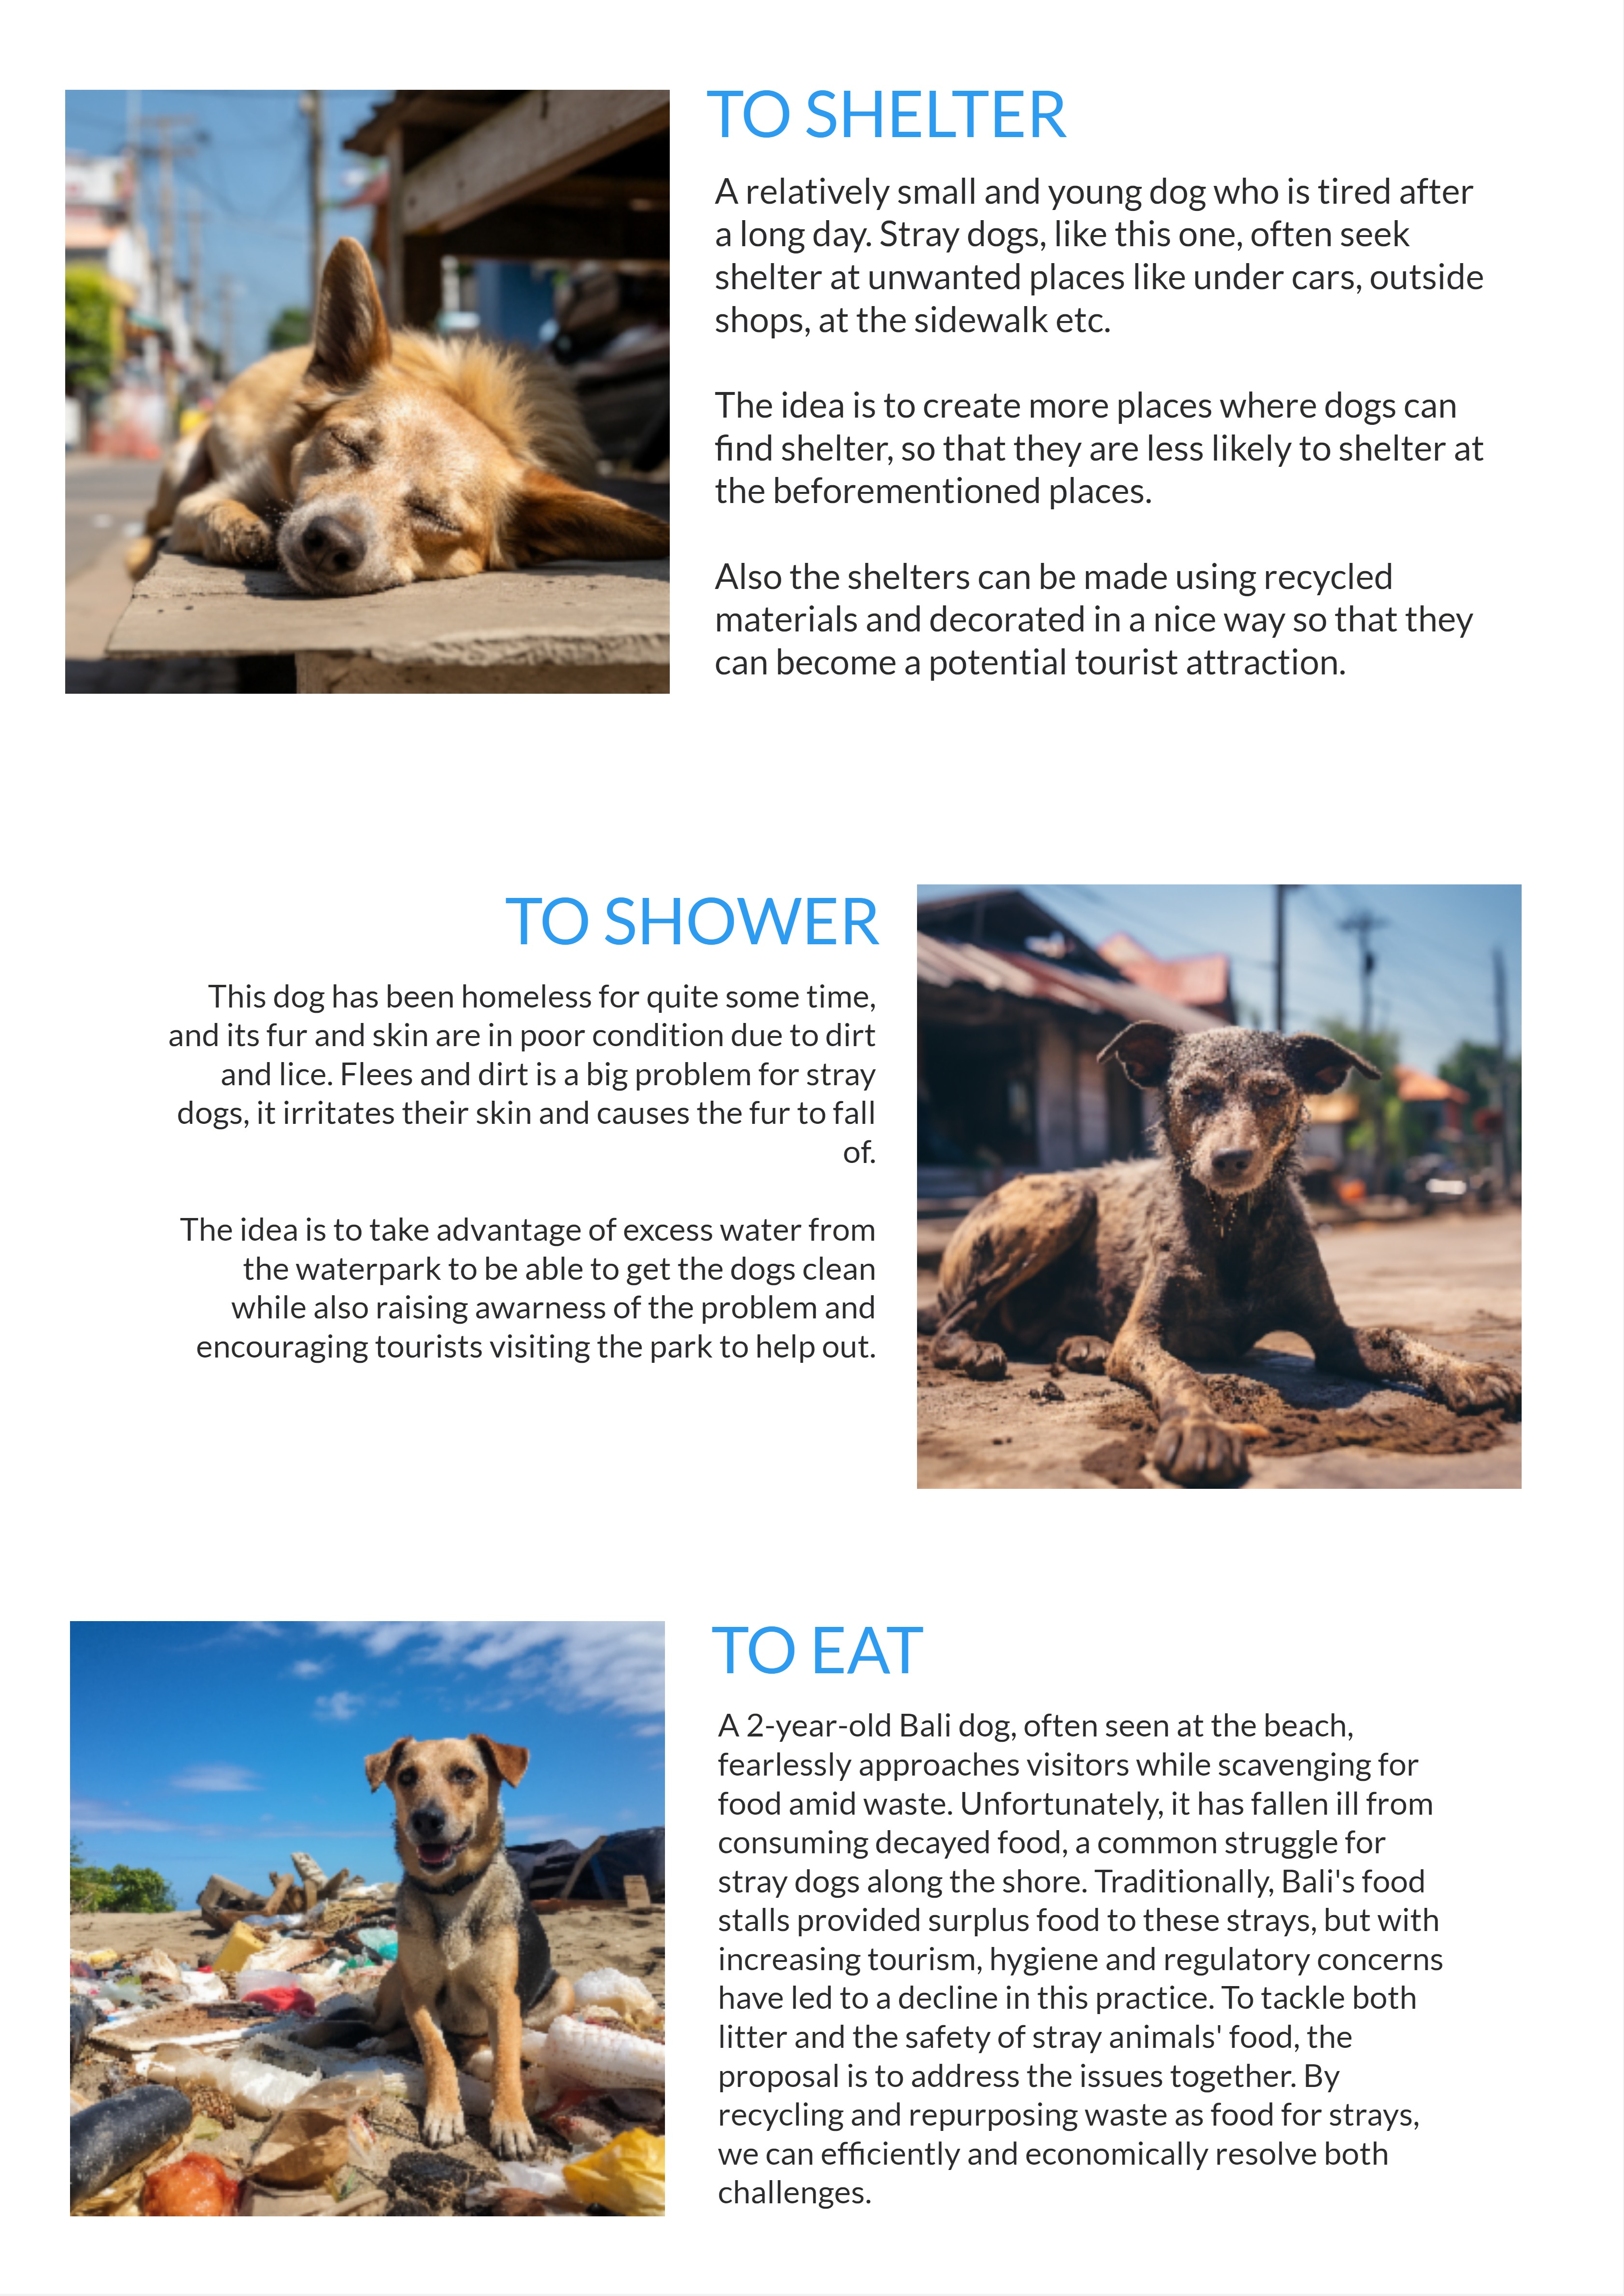 TO SHELTER
A relatively small and young dog who is tired after
a long day. Stray dogs, like this one, often seek
shelter at unwanted places like under cars, outside
shops, at the sidewalk etc.
The idea is to create more places where dogs can
find shelter, so that they are less likely to shelter at
the beforementioned places.
Also the shelters can be made using recycled
materials and decorated in a nice way so that they
can become a potential tourist attraction.
TO SHOWER
This dog has been homeless for quite some time,
and its fur and skin are in poor condition due to dirt
and lice. Flees and dirt is a big problem for stray
dogs, it irritates their skin and causes the fur to fall
of.
The idea is to take advantage of excess water from
the waterpark to be able to get the dogs clean
while also raising awarness of the problem and
encouraging tourists visiting the park to help out.
TO EAT
A 2-year-old Bali dog, often seen at the beach,
fearlessly approaches visitors while scavenging for
food amid waste. Unfortunately, it has fallen ill from
consuming decayed food, a common struggle for
stray dogs along the shore. Traditionally, Bali's food
stalls provided surplus food to these strays, but with
increasing tourism, hygiene and regulatory concerns
have led to a decline in this practice. To tackle both
litter and the safety of stray animals' food, the
proposal is to address the issues together. By
recycling and repurposing waste as food for strays,
we can efficiently and economically resolve both
challenges.